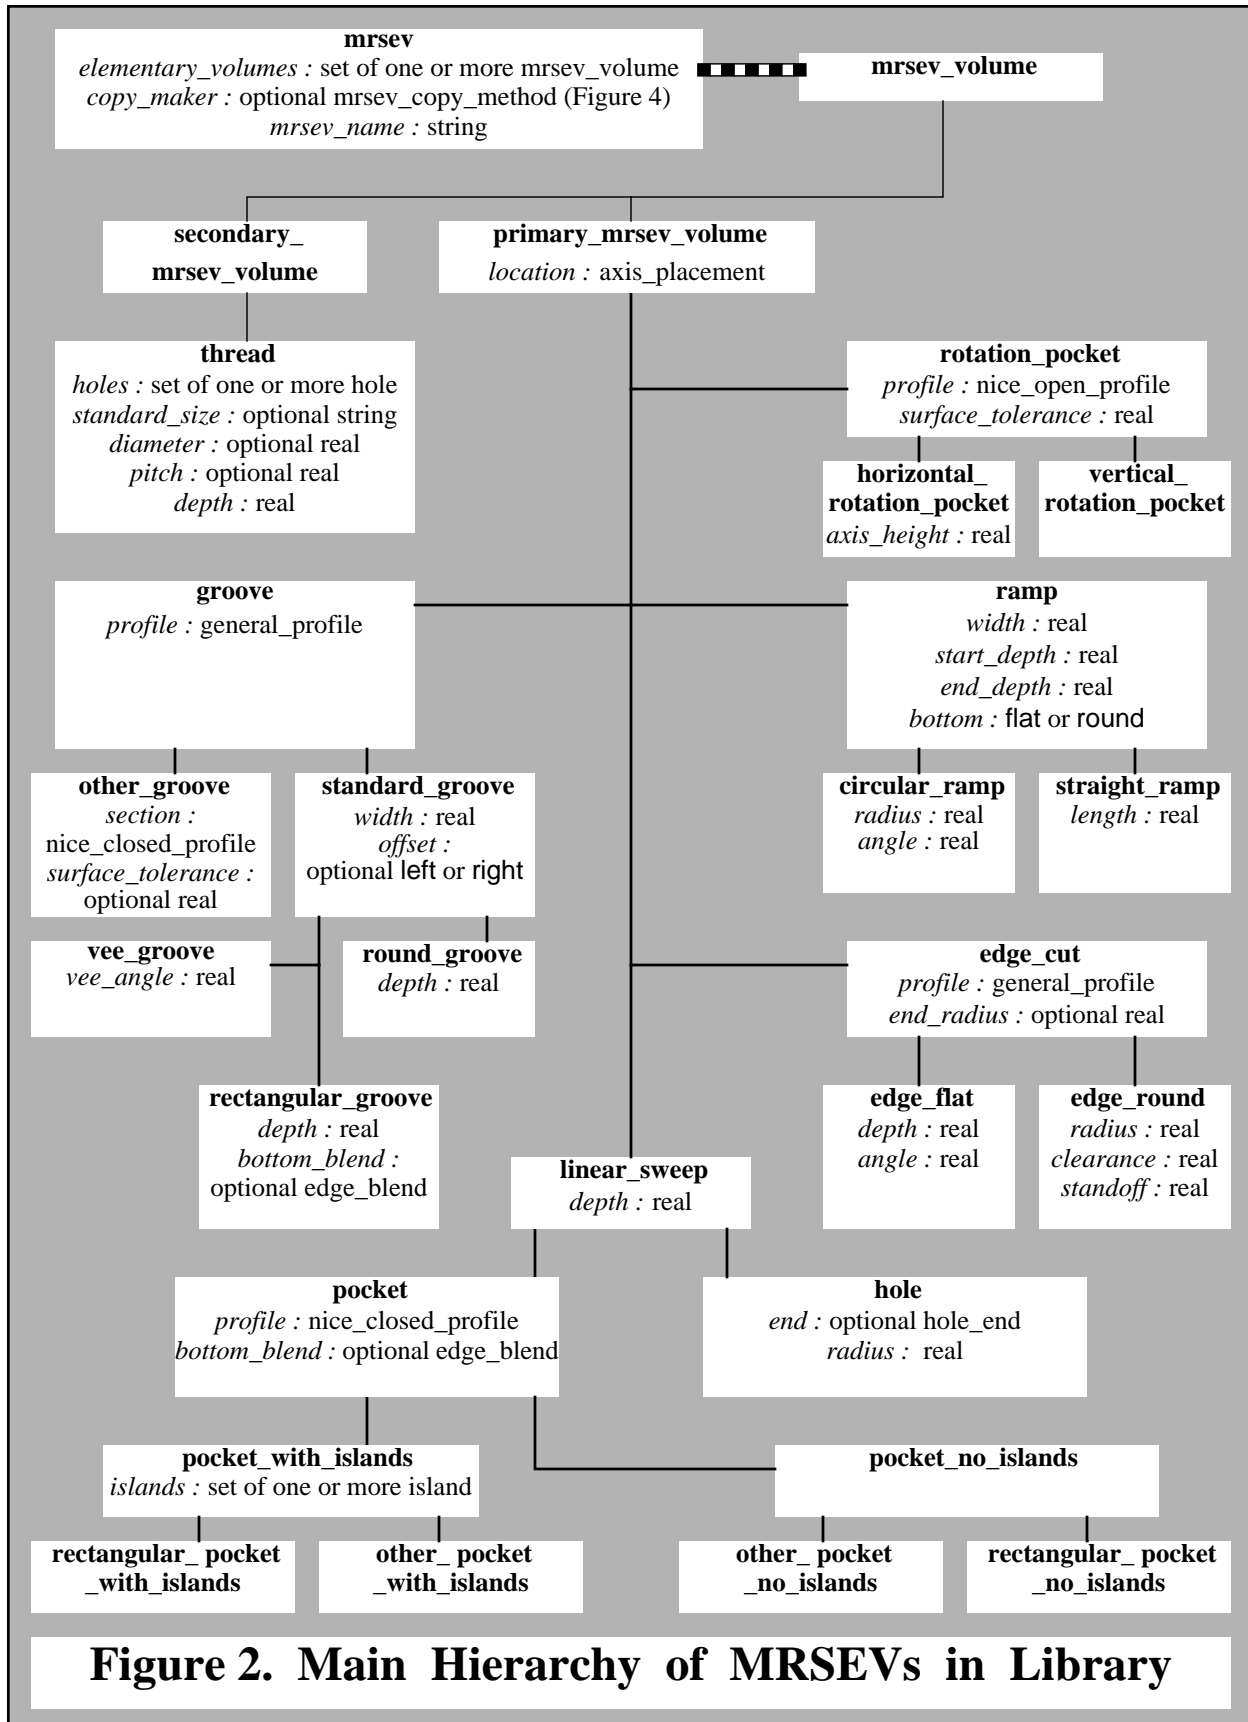 mrsev
elementary_volumes : set of one or more mrsev_volume
copy_maker : optional mrsev_copy_method (Figure 4)
mrsev_name : string
mrsev_volume
secondary_
mrsev_volume
primary_mrsev_volume
location : axis_placement
thread
holes : set of one or more hole
standard_size : optional string
diameter : optional real
pitch : optional real
depth : real
rotation_pocket
profile : nice_open_profile
surface_tolerance : real
horizontal_
rotation_pocket
axis_height : real
vertical_
rotation_pocket
groove
profile : general_profile
ramp
width : real
start_depth : real
end_depth : real
bottom : flat or round
other_groove
section :
nice_closed_profile
surface_tolerance :
optional real
standard_groove
width : real
offset :
optional left or right
circular_ramp
radius : real
angle : real
straight_ramp
length : real
vee_groove
vee_angle : real
round_groove
depth : real
edge_cut
profile : general_profile
end_radius : optional real
rectangular_groove
depth : real
bottom_blend :
optional edge_blend
edge_flat
depth : real
angle : real
edge_round
radius : real
clearance : real
standoff : real
linear_sweep
depth : real
pocket
profile : nice_closed_profile
bottom_blend : optional edge_blend
hole
end : optional hole_end
radius : real
pocket_with_islands
islands : set of one or more island
pocket_no_islands
rectangular_ pocket
_with_islands
other_ pocket
_with_islands
other_ pocket
_no_islands
rectangular_ pocket
_no_islands
Figure 2. Main Hierarchy of MRSEVs in Library